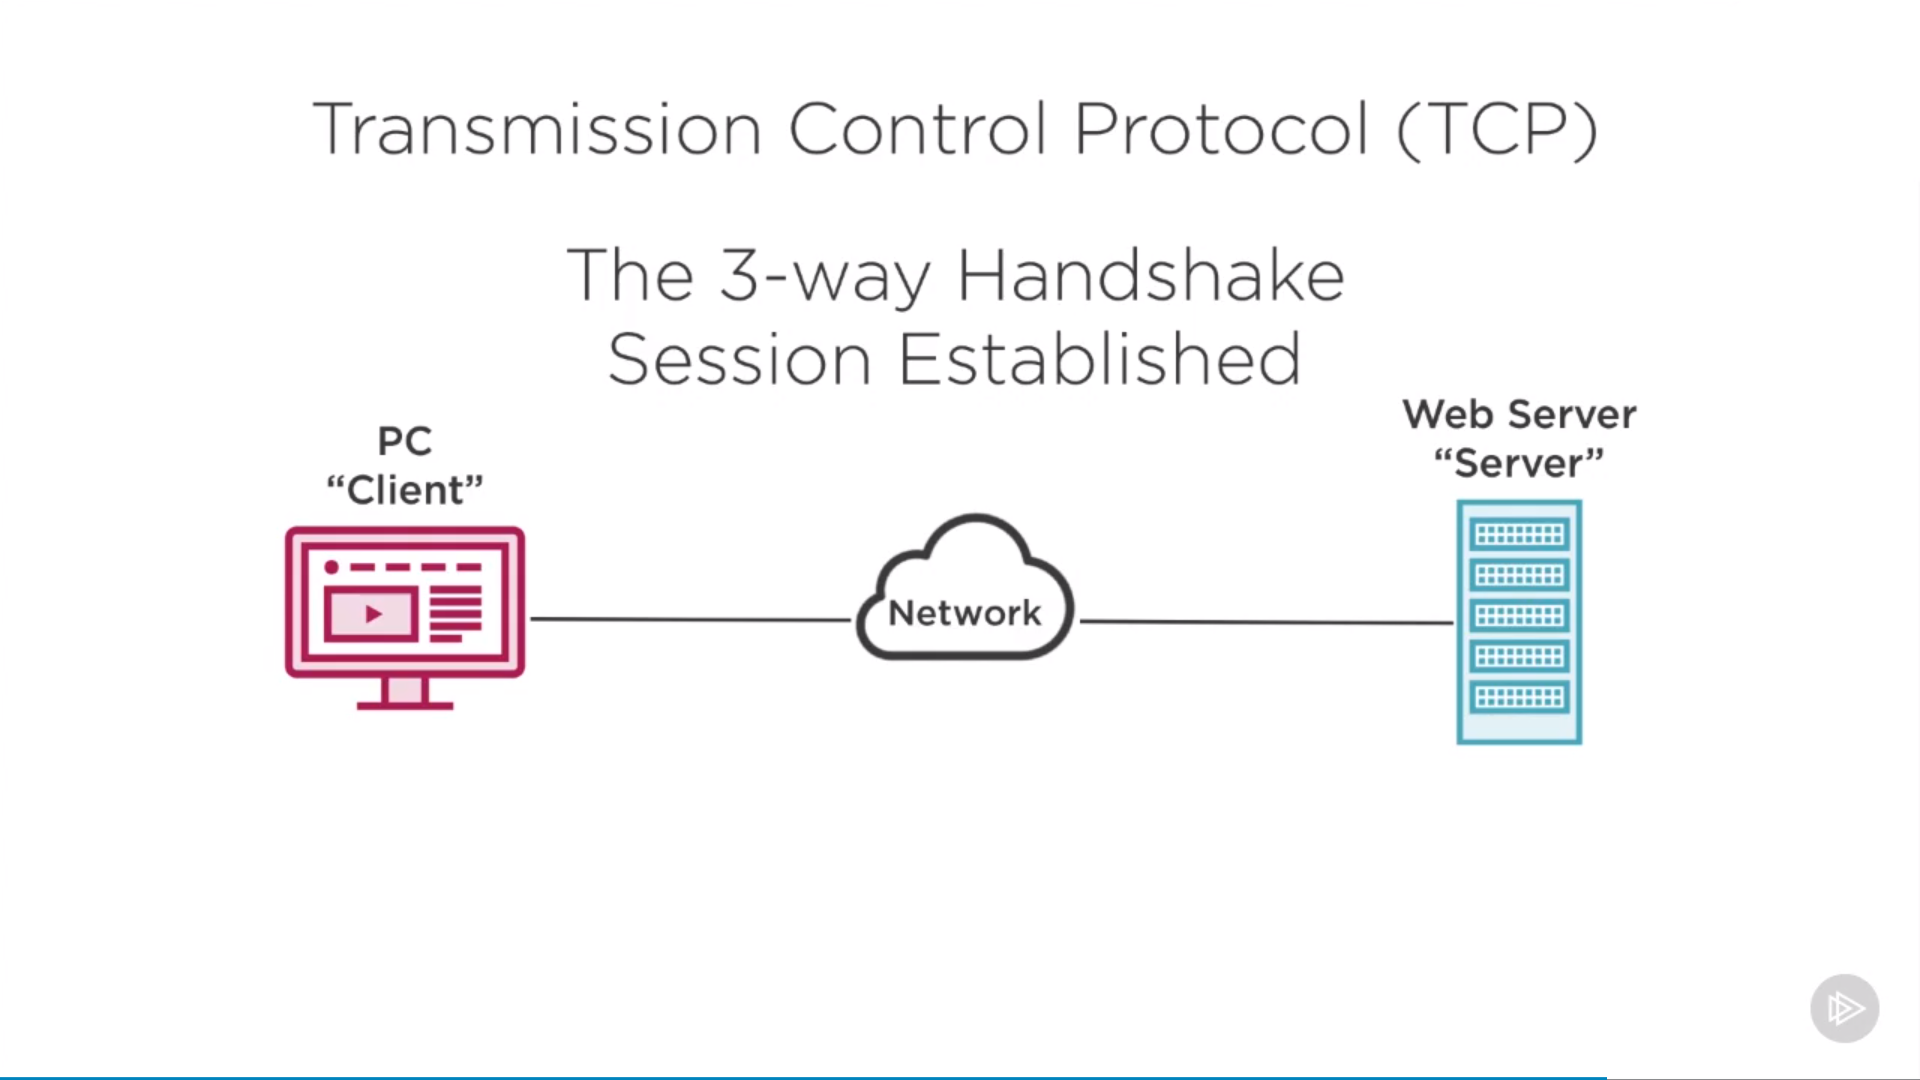 Transmission Control Protocol (TCP)
The 3-way Handshake
Session Established
PC
“Client”
Web Server
“Server”
Network